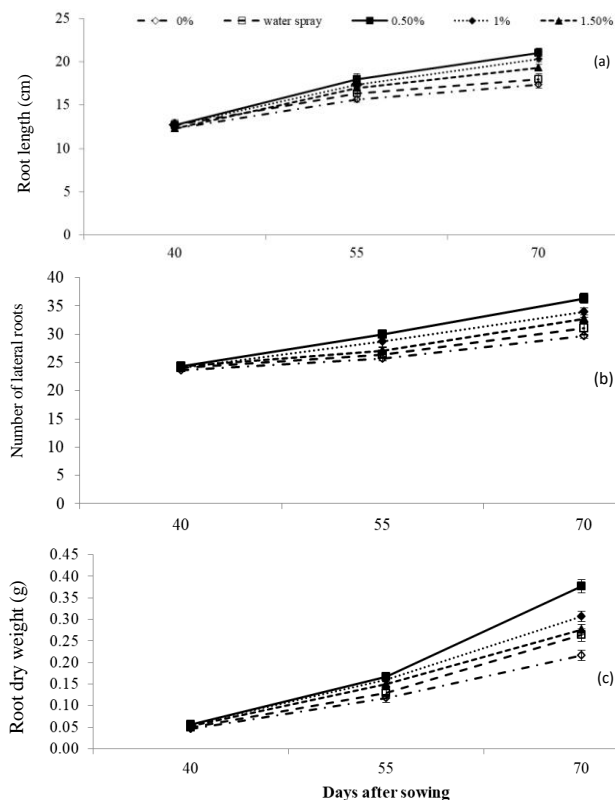 0% water spray 0.50% 1% 1.50%
25
20
15
10
5
0
Root length (cm)
(a)
40 55 70
40
35
30
25
20
15
10
5
0
Number of lateral roots
(b)
40 55 70
0.45
0.40
0.35
0.30
0.25
0.20
0.15
0.10
0.05
0.00
Root dry weight (g)
(c)
40 55 70
Days after sowing